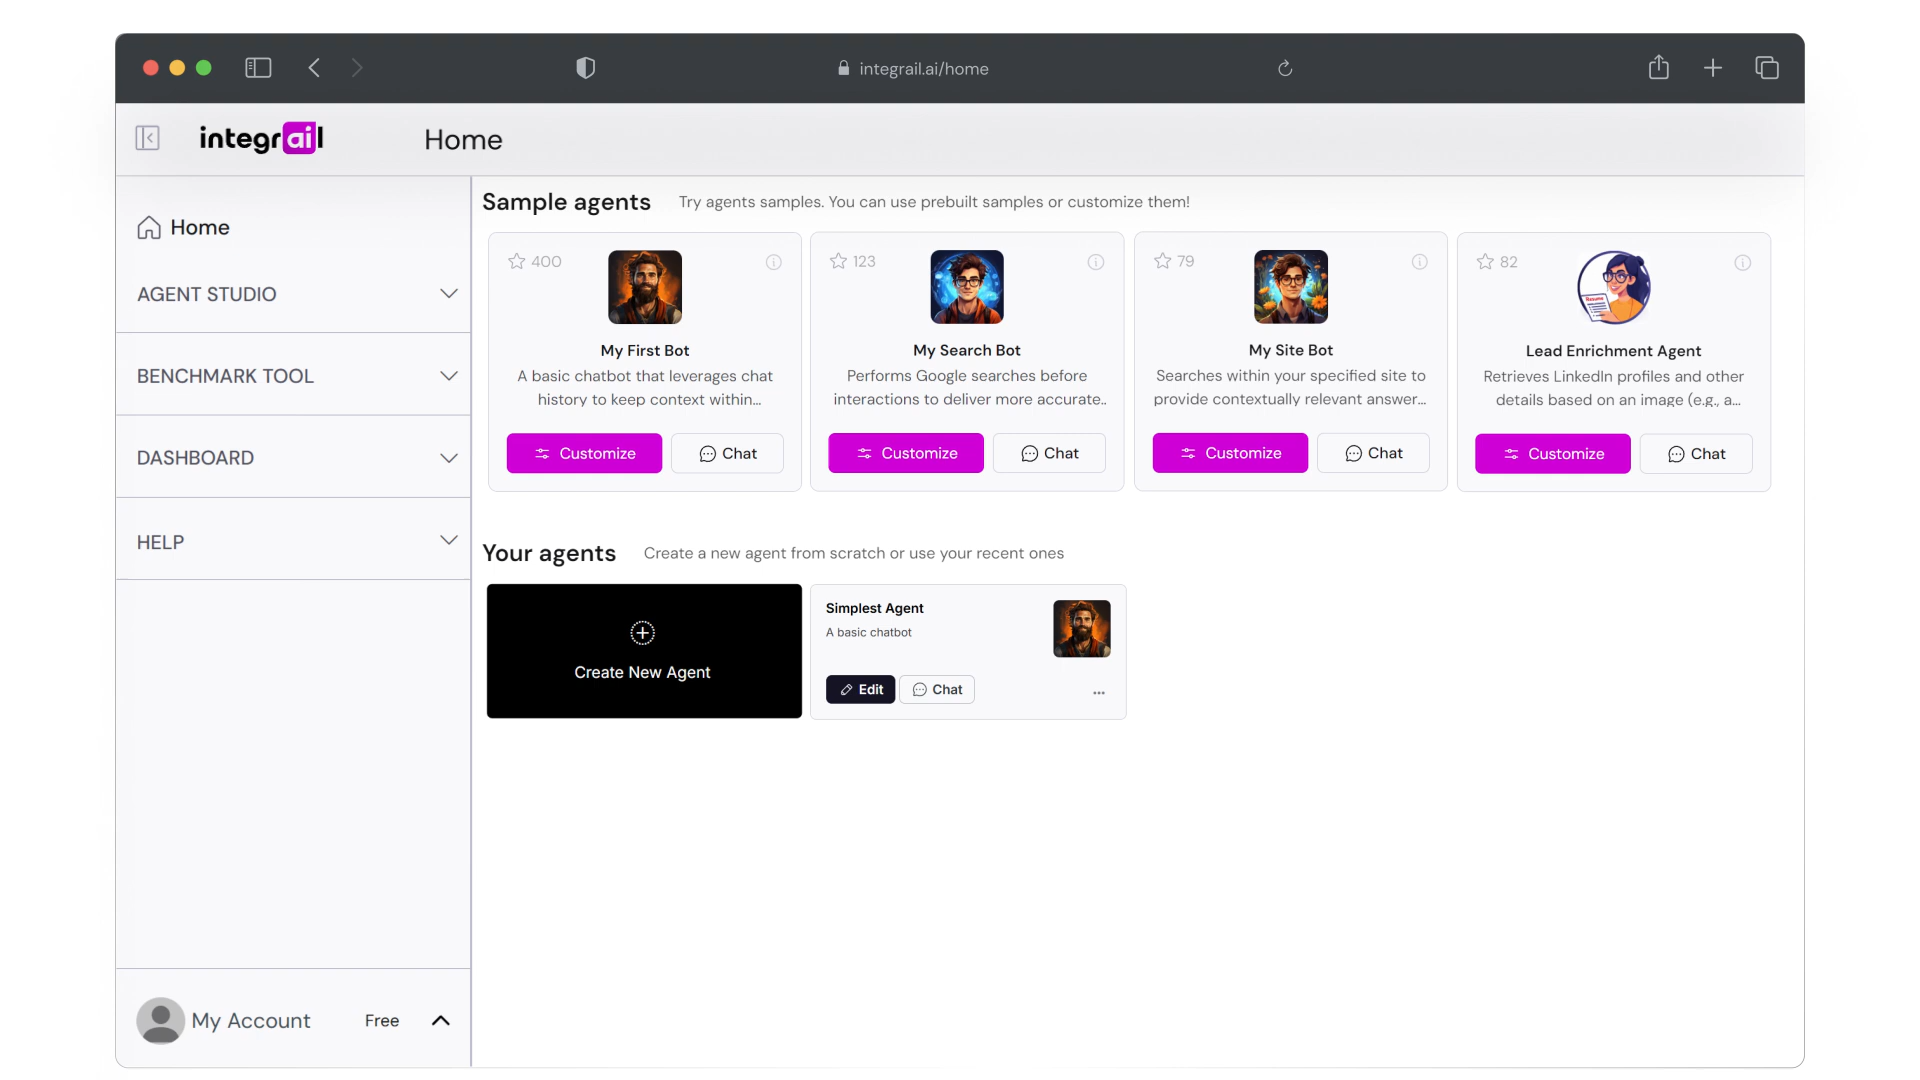 integrail.ai/home
integrail
Home
Home
AGENT STUDIO
BENCHMARK TOOL
DASHBOARD
HELP
My Account Free
Sample agents Try agents samples. You can use prebuilt samples or customize them!
400
My First Bot
A basic chatbot that leverages chat
history to keep context within...
Customize Chat
123
My Search Bot
Performs Google searches before
interactions to deliver more accurate..
Customize Chat
79
My Site Bot
Searches within your specified site to
provide contextually relevant answer...
Customize Chat
82
Resume
Lead Enrichment Agent
Retrieves LinkedIn profiles and other
details based on an image (e.g., a...
Customize Chat
Your agents Create a new agent from scratch or use your recent ones
Create New Agent
Simplest Agent
A basic chatbot
Edit Chat